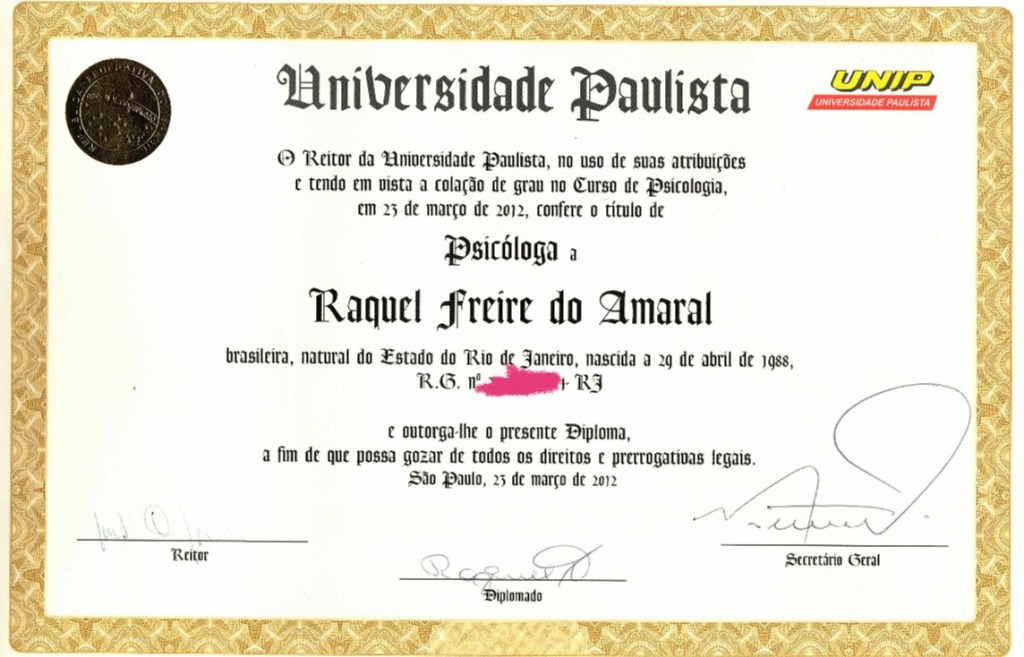 Universidade Paulista
UNIP
UNIVERSIDADE PAULISTA
O Reitor da Universidade Paulista, no uso de suas atribuições
e tendo em vista a colação de grau no Curso de Psicologia,
em 23 de março de 2012, confere o título de
Psicóloga a
Raquel Freire do Amaral
brasileira, natural do Estado do Rio de Janeiro, nascida a 29 de abril de 1988,
R.G. nº RJ
e outorga-lhe o presente Diploma,
a fim de que possa gozar de todos os direitos e prerrogativas legais.
São Paulo, 23 de março de 2012
Reitor
Secretário Geral
Raquel
Diplomado